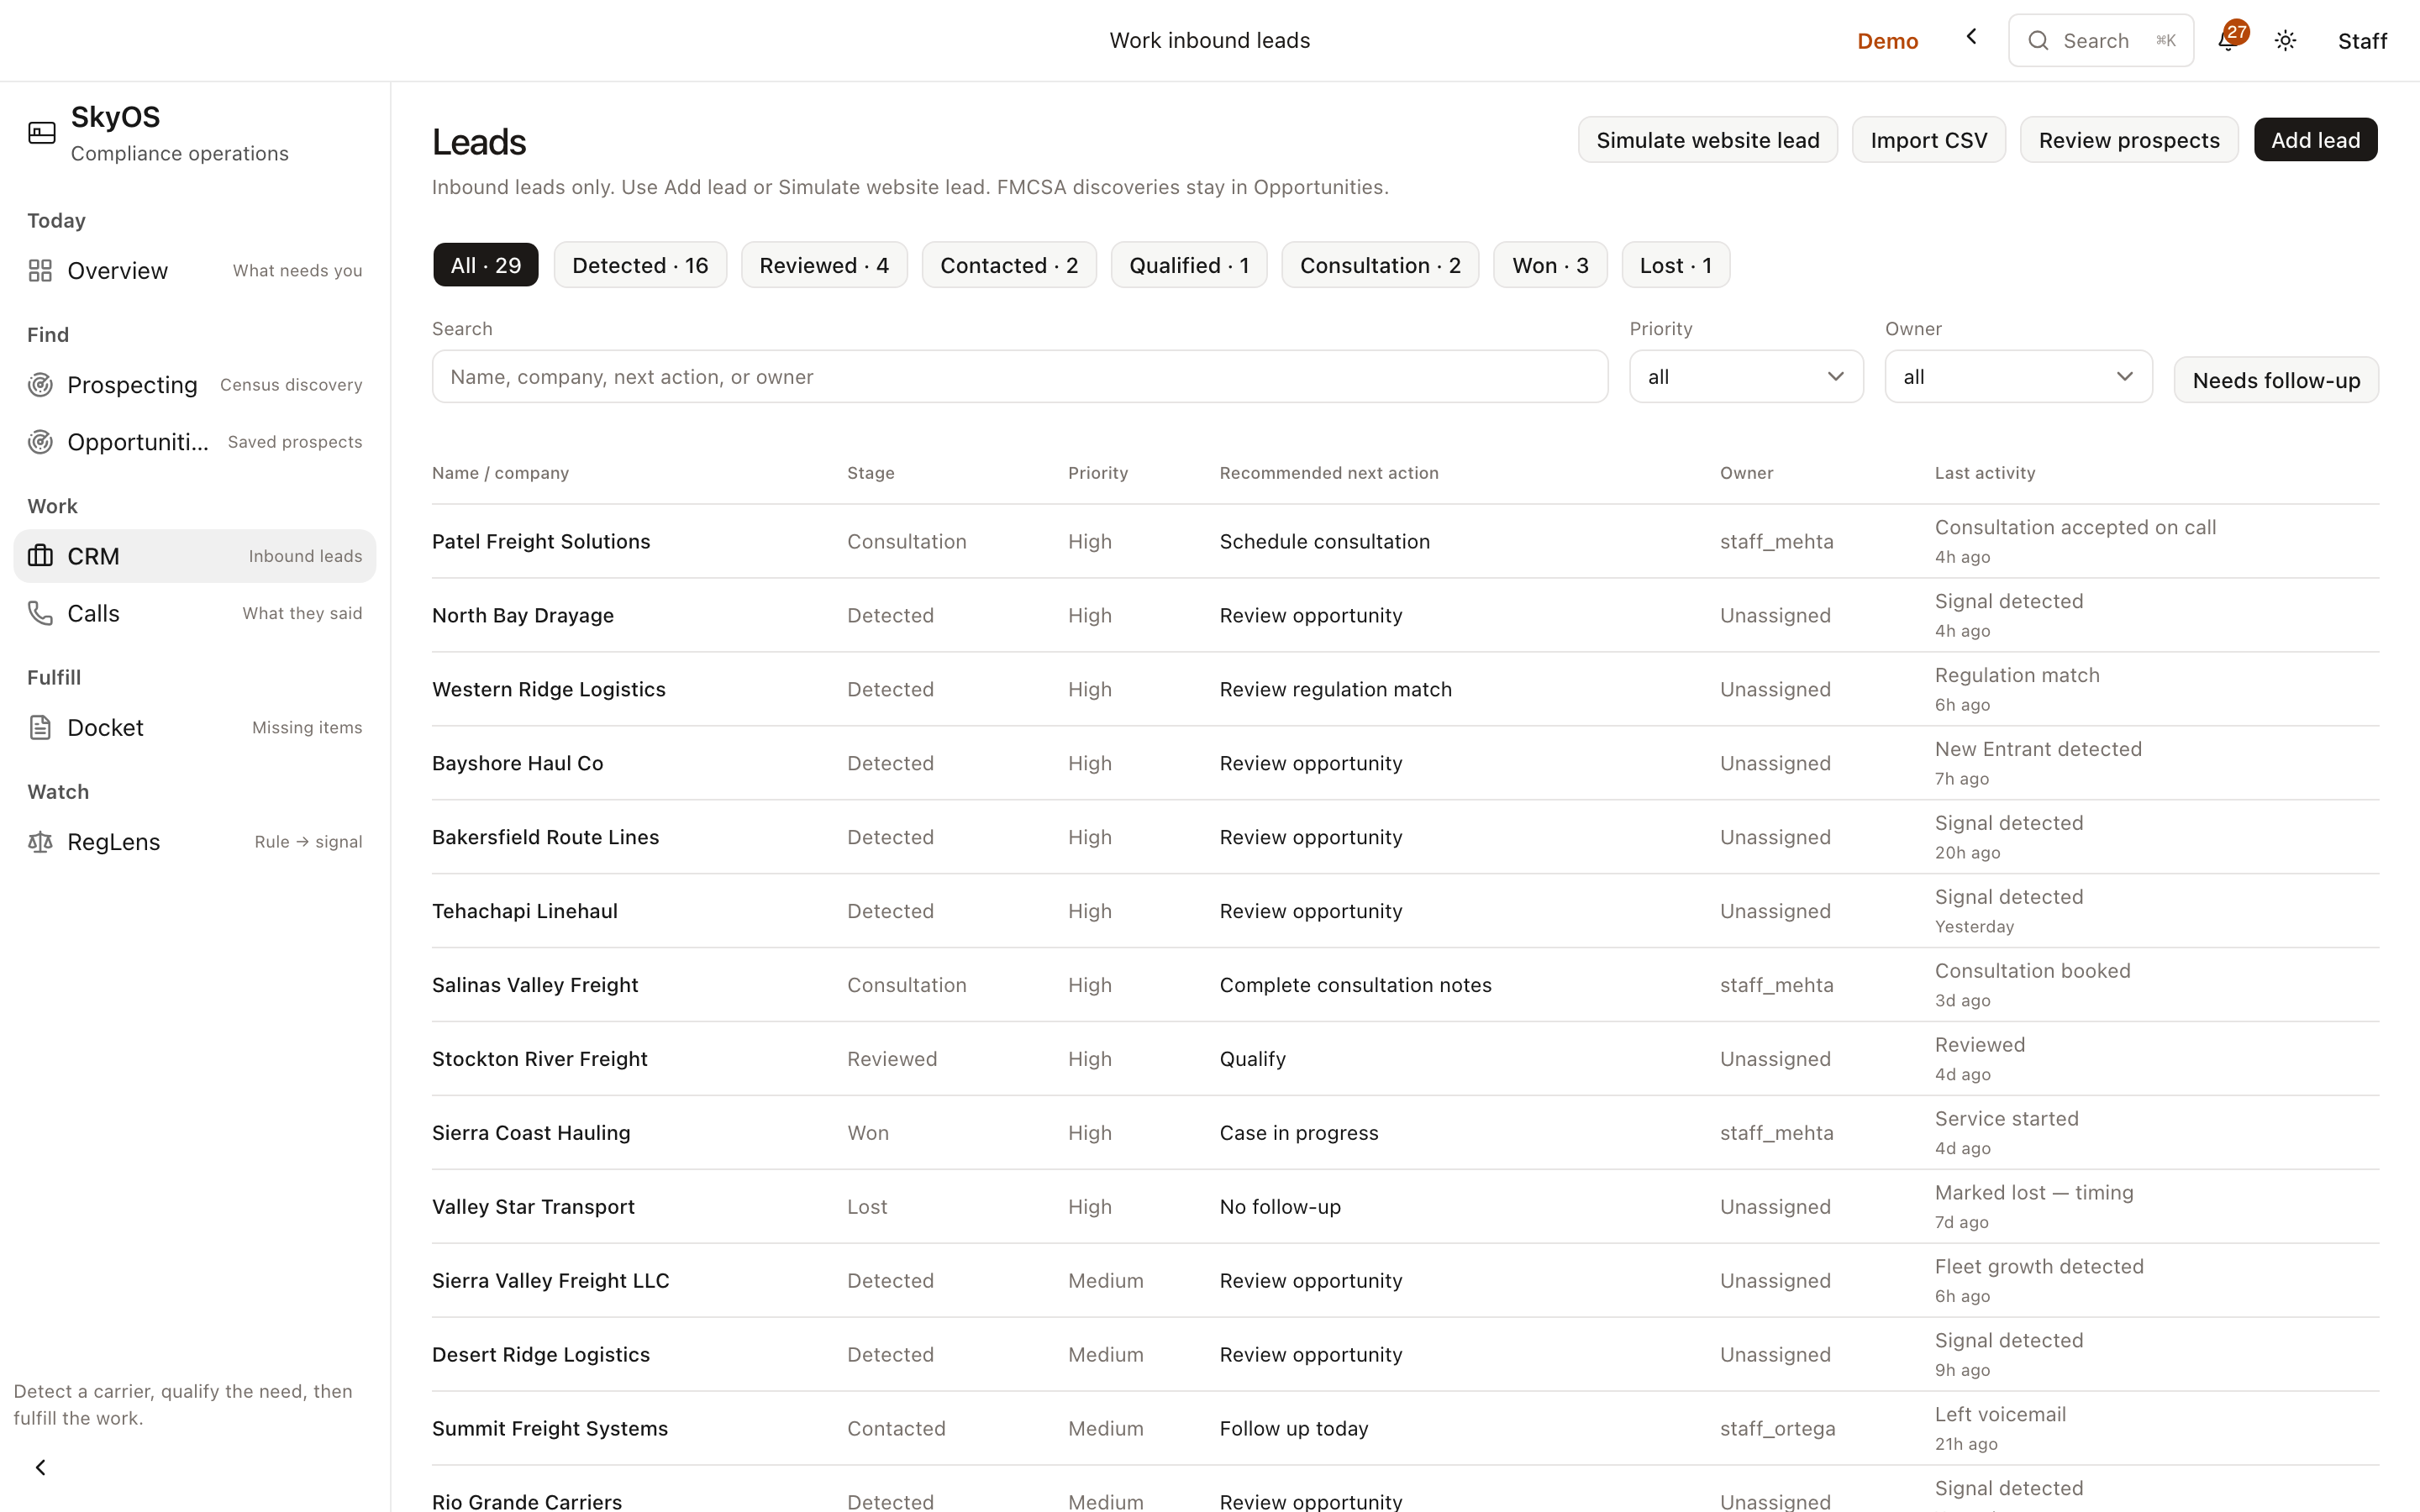 Work inbound leads
Demo
Search ⌘K
27
Staff
SkyOS
Compliance operations
Today
Overview What needs you
Find
Prospecting Census discovery
Opportuniti... Saved prospects
Work
CRM Inbound leads
Calls What they said
Fulfill
Docket Missing items
Watch
RegLens Rule → signal
Detect a carrier, qualify the need, then
fulfill the work.
Leads
Simulate website lead Import CSV Review prospects Add lead
Inbound leads only. Use Add lead or Simulate website lead. FMCSA discoveries stay in Opportunities.
All · 29 Detected · 16 Reviewed · 4 Contacted · 2 Qualified · 1 Consultation · 2 Won · 3 Lost · 1
Search Priority Owner
Name, company, next action, or owner all all Needs follow-up
Name / company Stage Priority Recommended next action Owner Last activity
Patel Freight Solutions Consultation High Schedule consultation staff_mehta Consultation accepted on call
4h ago
North Bay Drayage Detected High Review opportunity Unassigned Signal detected
4h ago
Western Ridge Logistics Detected High Review regulation match Unassigned Regulation match
6h ago
Bayshore Haul Co Detected High Review opportunity Unassigned New Entrant detected
7h ago
Bakersfield Route Lines Detected High Review opportunity Unassigned Signal detected
20h ago
Tehachapi Linehaul Detected High Review opportunity Unassigned Signal detected
Yesterday
Salinas Valley Freight Consultation High Complete consultation notes staff_mehta Consultation booked
3d ago
Stockton River Freight Reviewed High Qualify Unassigned Reviewed
4d ago
Sierra Coast Hauling Won High Case in progress staff_mehta Service started
4d ago
Valley Star Transport Lost High No follow-up Unassigned Marked lost — timing
7d ago
Sierra Valley Freight LLC Detected Medium Review opportunity Unassigned Fleet growth detected
6h ago
Desert Ridge Logistics Detected Medium Review opportunity Unassigned Signal detected
9h ago
Summit Freight Systems Contacted Medium Follow up today staff_ortega Left voicemail
21h ago
Rio Grande Carriers Detected Medium Review opportunity Unassigned Signal detected